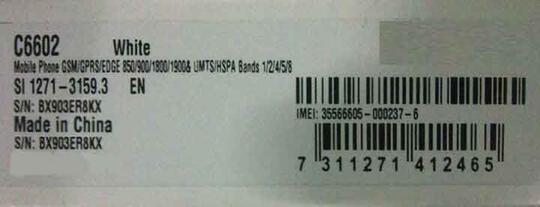 C6602 White
Mobile Phone GSM/GPRS/EDGE 850/900/1800/1900& UMTS/HSPA Bands 1/2/4/5/8
SI 1271-3159.3 EN
S/N: BX903ER8KX
Made in China
S/N: BX903ER8KX
IMEI: 35566605-000237-6
7 311271 412465